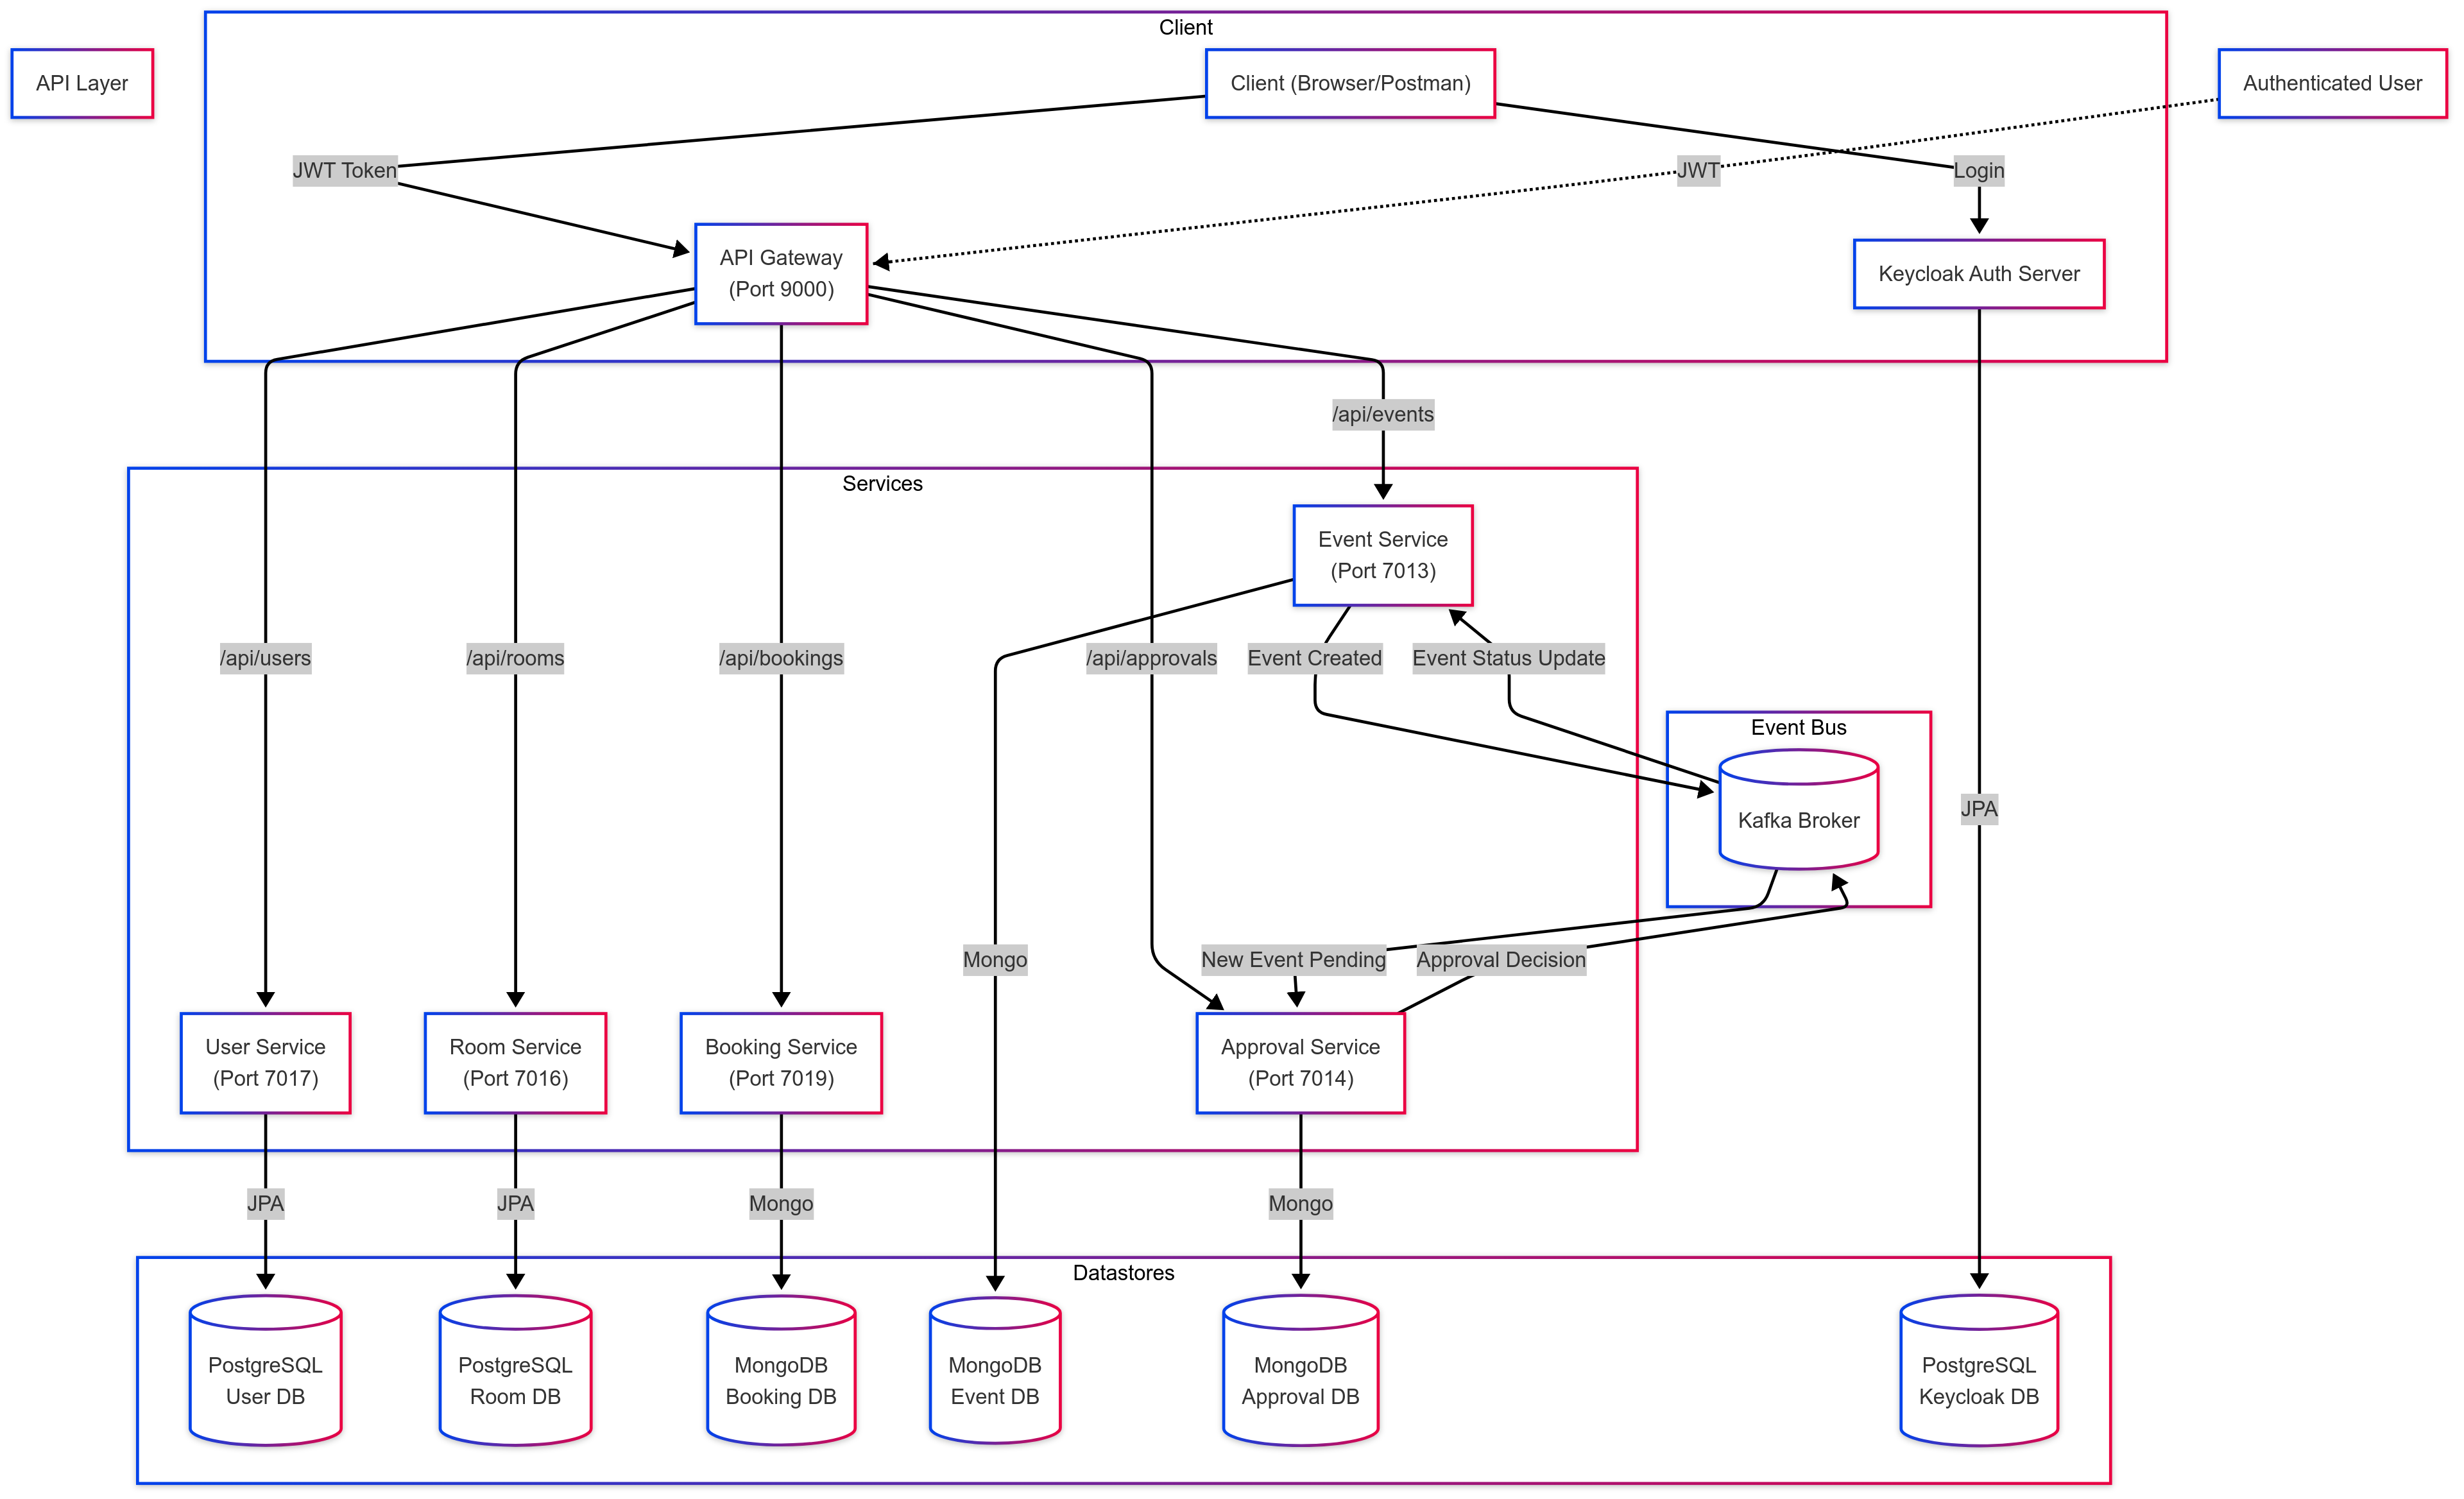 Client
API Layer
Client (Browser/Postman)
Authenticated User
JWT Token
JWT
Login
API Gateway
(Port 9000)
Keycloak Auth Server
/api/events
Services
Event Service
(Port 7013)
/api/users
/api/rooms
/api/bookings
/api/approvals
Event Created
Event Status Update
Event Bus
Kafka Broker
JPA
Mongo
New Event Pending
Approval Decision
User Service
(Port 7017)
Room Service
(Port 7016)
Booking Service
(Port 7019)
Approval Service
(Port 7014)
JPA
JPA
Mongo
Mongo
Datastores
PostgreSQL
User DB
PostgreSQL
Room DB
MongoDB
Booking DB
MongoDB
Event DB
MongoDB
Approval DB
PostgreSQL
Keycloak DB